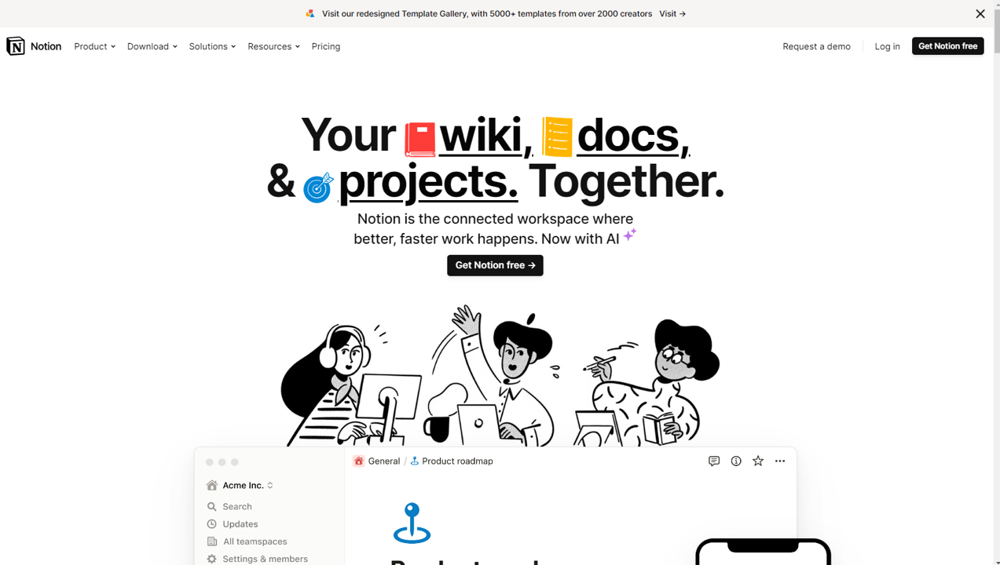 Visit our redesigned Template Gallery, with 5000+ templates from over 2000 creators Visit →
Notion Product Download Solutions Resources Pricing Request a demo Log in Get Notion free
Your wiki, docs,
& projects. Together.
Notion is the connected workspace where
better, faster work happens. Now with AI
Get Notion free →
General / Product roadmap
Acme Inc.
Search
Updates
All teamspaces
Settings & members